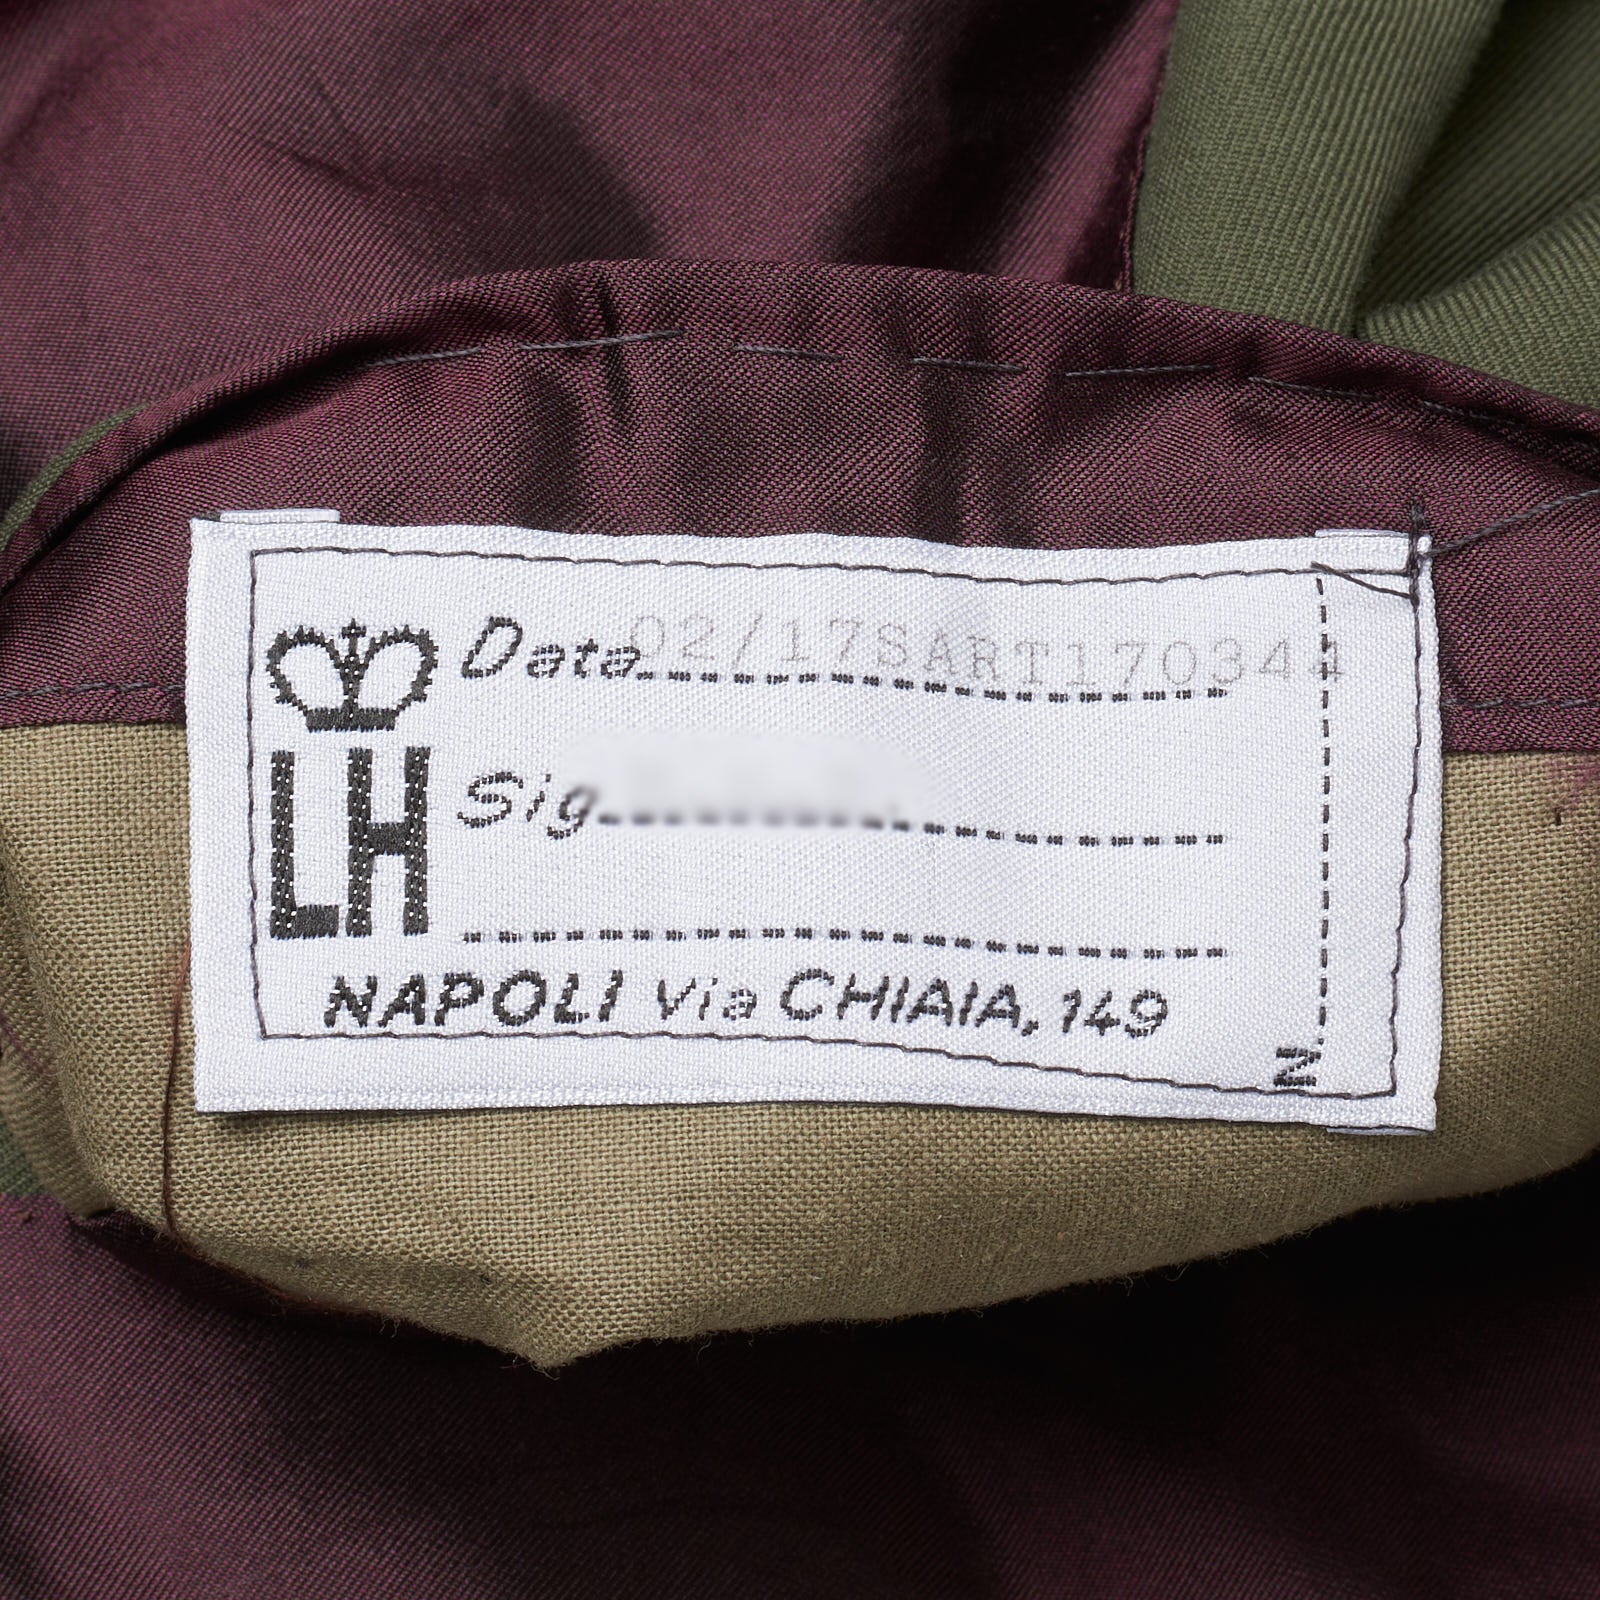 Data 02/17SART170344
Sig
LH
NAPOLI Via CHIAIA, 149
N.